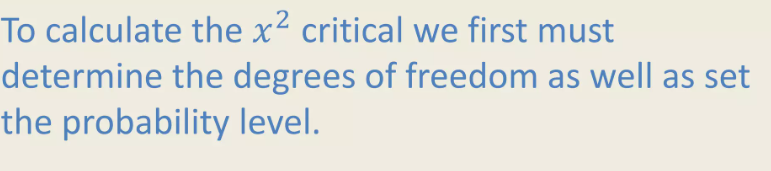 To calculate the x² critical we first must
determine the degrees of freedom as well as set
the probability level.